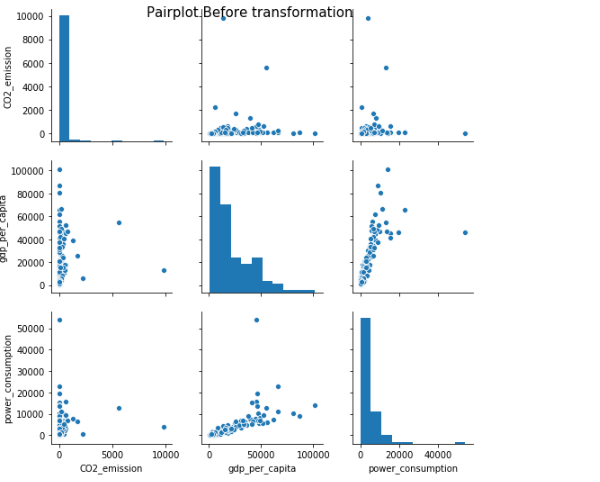 Pairplot Before transformation
10000
8000
6000
4000
2000
0
CO2_emission
100000
80000
60000
40000
20000
0
gdp_per_capita
50000
40000
30000
20000
10000
0
power_consumption
0 5000 10000
CO2_emission
0 50000 100000
gdp_per_capita
0 20000 40000
power_consumption